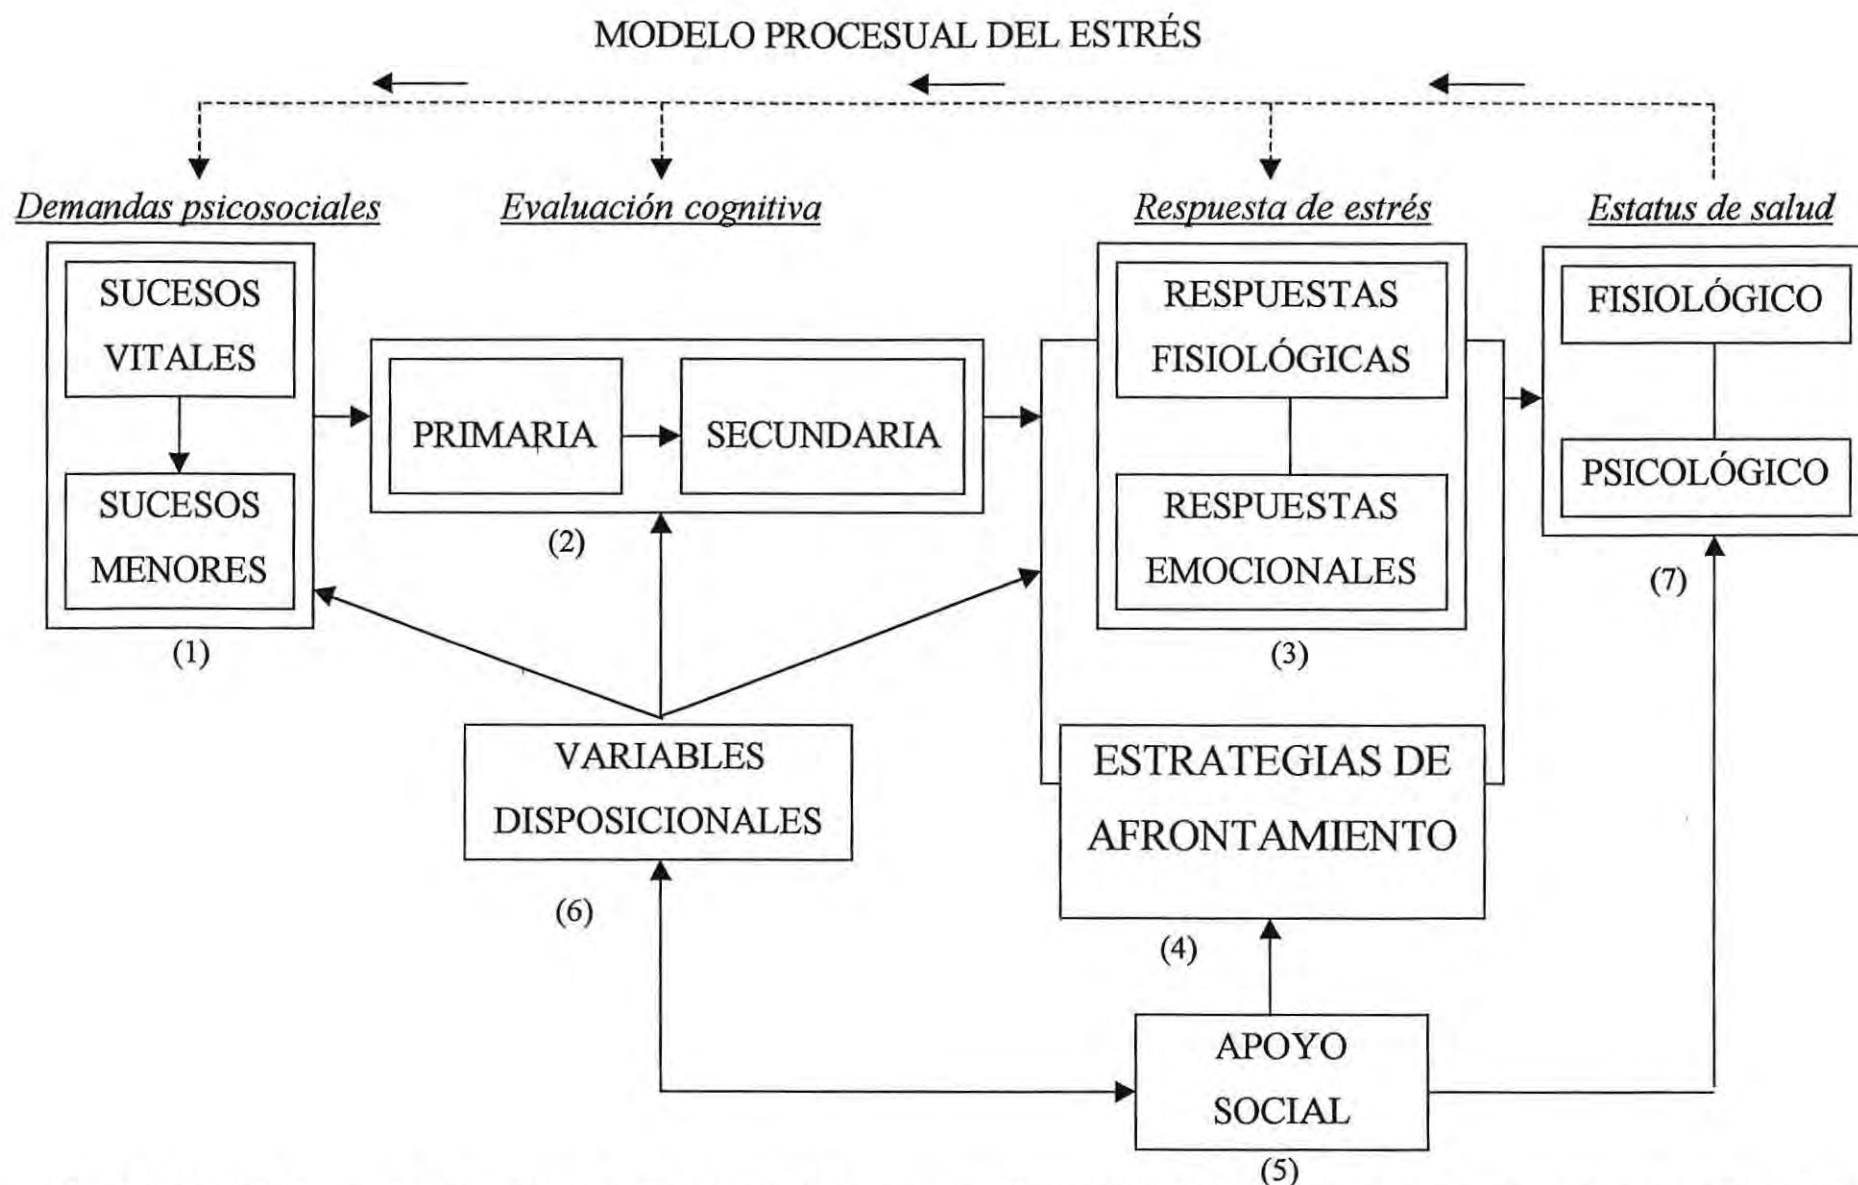 MODELO PROCESUAL DEL ESTRÉS
Demandas psicosociales
Evaluación cognitiva
Respuesta de estrés
Estatus de salud
SUCESOS
VITALES
SUCESOS
MENORES
(1)
PRIMARIA
SECUNDARIA
(2)
RESPUESTAS
FISIOLÓGICAS
RESPUESTAS
EMOCIONALES
(3)
FISIOLÓGICO
PSICOLÓGICO
(7)
VARIABLES
DISPOSICIONALES
(6)
ESTRATEGIAS DE
AFRONTAMIENTO
(4)
APOYO
SOCIAL
(5)